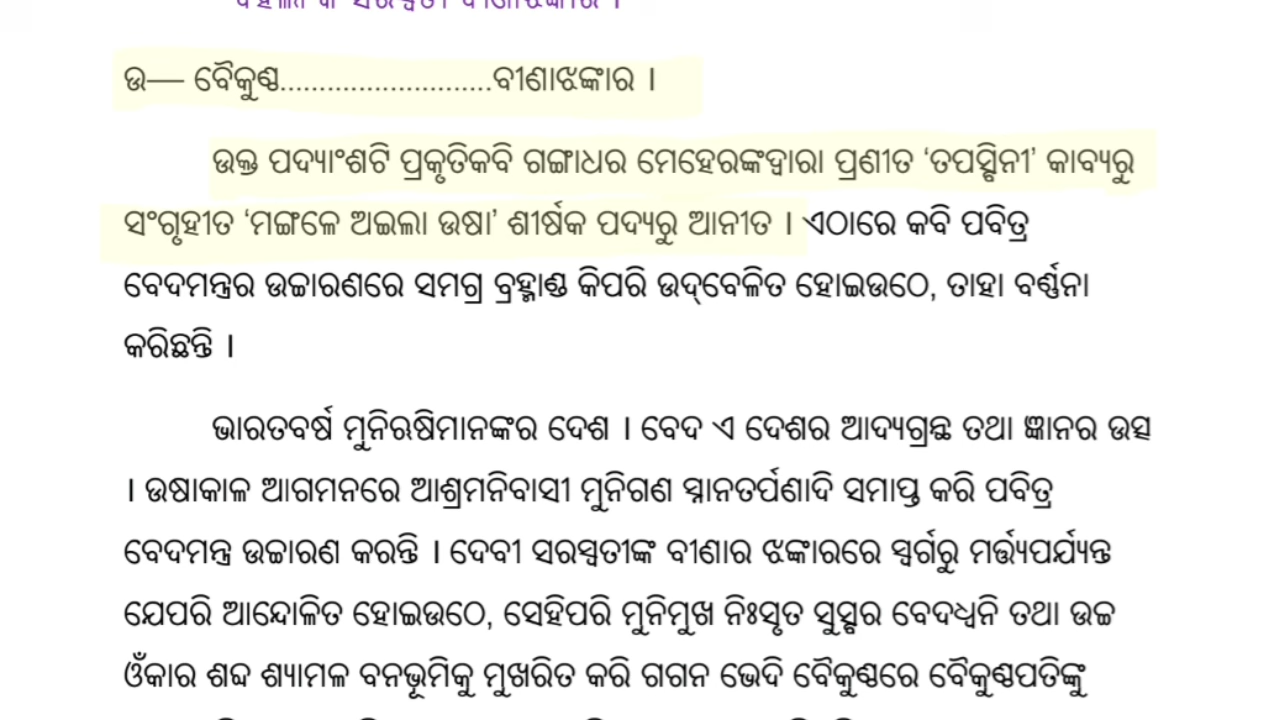 ଉ— ବୈକୁଣ୍ଠ...........................ବୀଣାଝଙ୍କାର ।
ଉକ୍ତ ପଦ୍ୟାଂଶଟି ପ୍ରକୃତିକବି ଗଙ୍ଗାଧର ମେହେରଙ୍କଦ୍ୱାରା ପ୍ରଣୀତ ‘ତପସ୍ବିନୀ’ କାବ୍ୟରୁ
ସଂଗୃହୀତ ‘ମଙ୍ଗଳେ ଅଇଲା ଉଷା’ ଶୀର୍ଷକ ପଦ୍ୟରୁ ଆନୀତ । ଏଠାରେ କବି ପବିତ୍ର
ବେଦମନ୍ତ୍ରର ଉଚ୍ଚାରଣରେ ସମଗ୍ର ବ୍ରହ୍ମାଣ୍ଡ କିପରି ଉଦ୍‌ବେଳିତ ହୋଇଉଠେ, ତାହା ବର୍ଣ୍ଣନା
କରିଛନ୍ତି ।
ଭାରତବର୍ଷ ମୁନିଋଷିମାନଙ୍କର ଦେଶ । ବେଦ ଏ ଦେଶର ଆଦ୍ୟଗ୍ରନ୍ଥ ତଥା ଜ୍ଞାନର ଉତ୍ସ
। ଉଷାକାଳ ଆଗମନରେ ଆଶ୍ରମନିବାସୀ ମୁନିଗଣ ସ୍ନାନତର୍ପଣାଦି ସମାପ୍ତ କରି ପବିତ୍ର
ବେଦମନ୍ତ୍ର ଉଚ୍ଚାରଣ କରନ୍ତି । ଦେବୀ ସରସ୍ୱତୀଙ୍କ ବୀଣାର ଝଙ୍କାରରେ ସ୍ୱର୍ଗରୁ ମର୍ତ୍ତ୍ୟପର୍ଯ୍ୟନ୍ତ
ଯେପରି ଆନ୍ଦୋଳିତ ହୋଇଉଠେ, ସେହିପରି ମୁନିମୁଖ ନିଃସୃତ ସୁସ୍ବର ବେଦଧ୍ୱନି ତଥା ଉଚ୍ଚ
ଓଁକାର ଶବ୍ଦ ଶ୍ୟାମଳ ବନଭୂମିକୁ ମୁଖରିତ କରି ଗଗନ ଭେଦି ବୈକୁଣ୍ଠରେ ବୈକୁଣ୍ଠପତିଙ୍କୁ